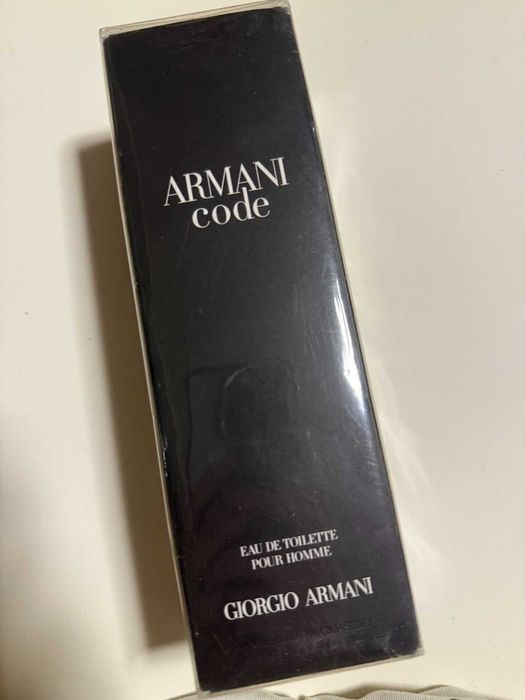 ARMANI
code
EAU DE TOILETTE
POUR HOMME
GIORGIO ARMANI